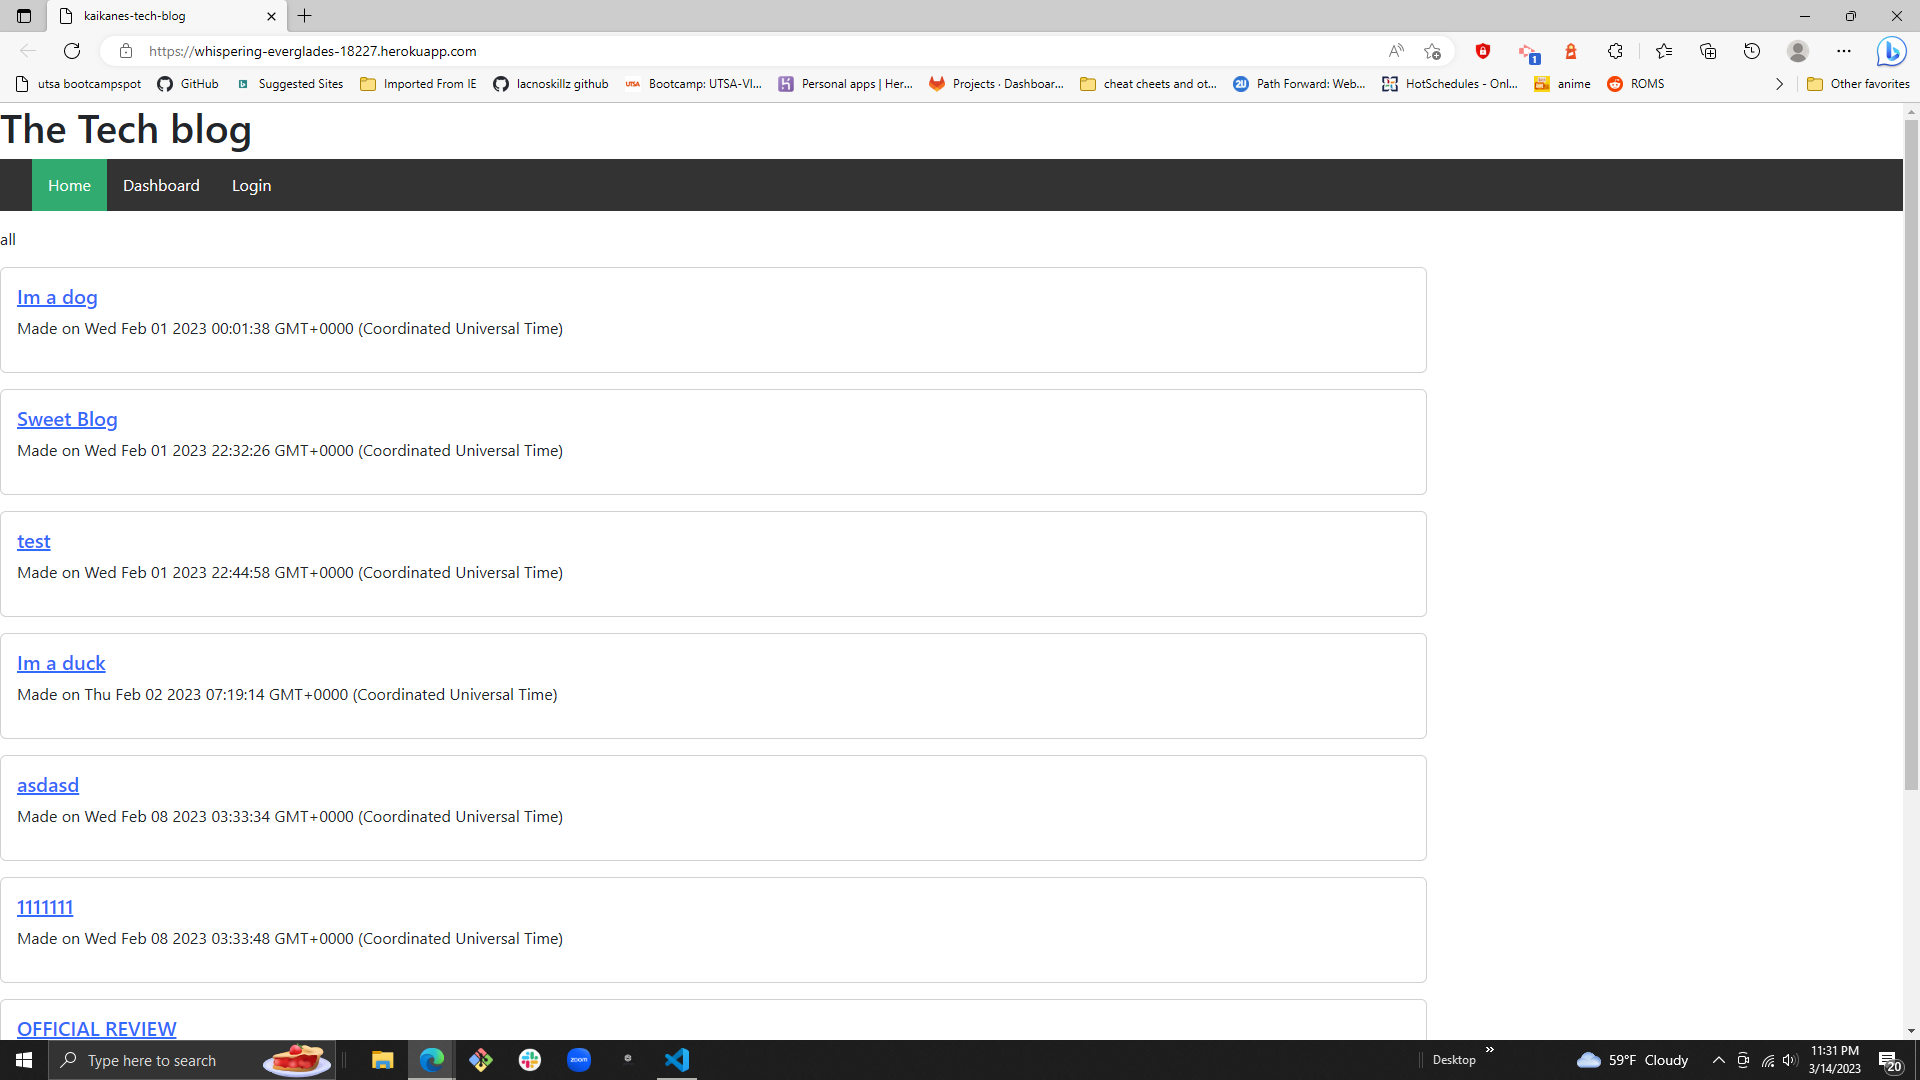 kaikanes-tech-blog
https://whispering-everglades-18227.herokuapp.com
1
utsa bootcampspot
GitHub
Suggested Sites
Imported From IE
lacnoskillz github
UTSA
Bootcamp: UTSA-VI...
Personal apps | Her...
Projects · Dashboar...
cheat cheets and ot...
2U
Path Forward: Web...
HotSchedules - Onl...
anime
ROMS
Other favorites
The Tech blog
Home
Dashboard
Login
all
Im a dog
Made on Wed Feb 01 2023 00:01:38 GMT+0000 (Coordinated Universal Time)
Sweet Blog
Made on Wed Feb 01 2023 22:32:26 GMT+0000 (Coordinated Universal Time)
test
Made on Wed Feb 01 2023 22:44:58 GMT+0000 (Coordinated Universal Time)
Im a duck
Made on Thu Feb 02 2023 07:19:14 GMT+0000 (Coordinated Universal Time)
asdasd
Made on Wed Feb 08 2023 03:33:34 GMT+0000 (Coordinated Universal Time)
1111111
Made on Wed Feb 08 2023 03:33:48 GMT+0000 (Coordinated Universal Time)
OFFICIAL REVIEW
Type here to search
zoom
Desktop
59°F Cloudy
11:31 PM
3/14/2023
20